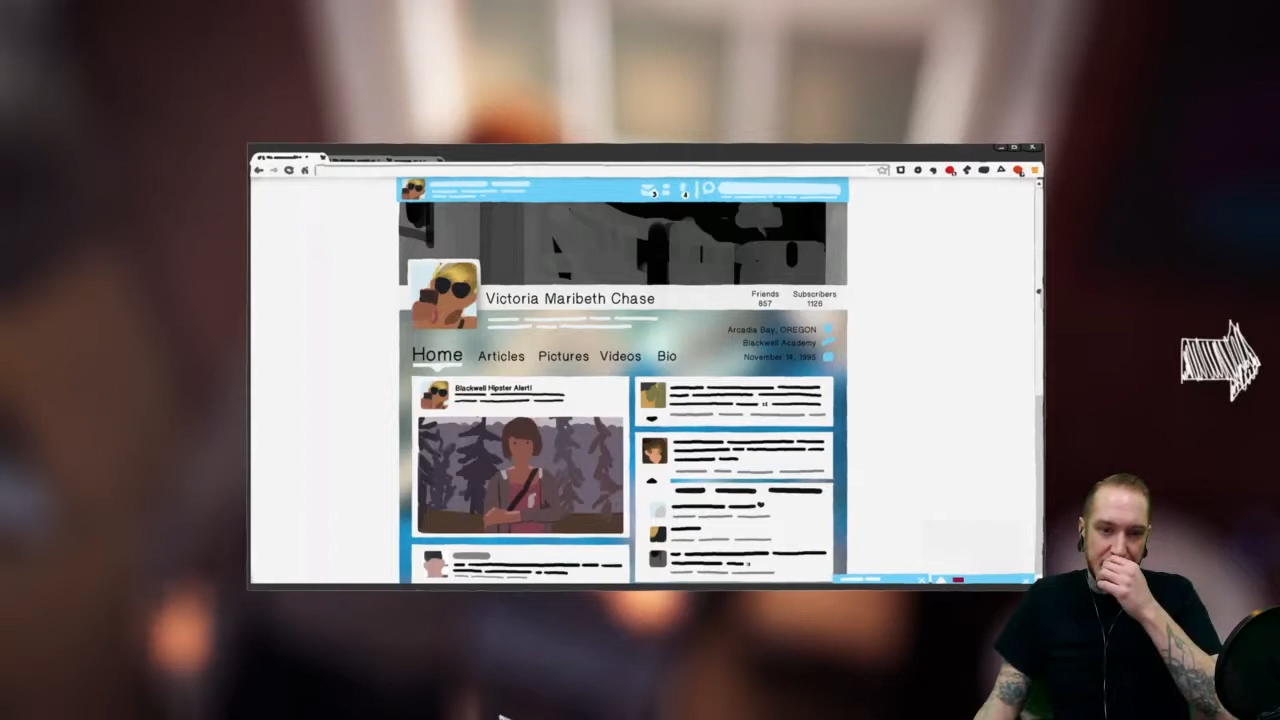 Victoria Maribeth Chase
Friends
857
Subscribers
1126
Arcadia Bay, OREGON
Blackwell Academy
November 14, 1995
Home Articles Pictures Videos Bio
Blackwell Hipster Alert!